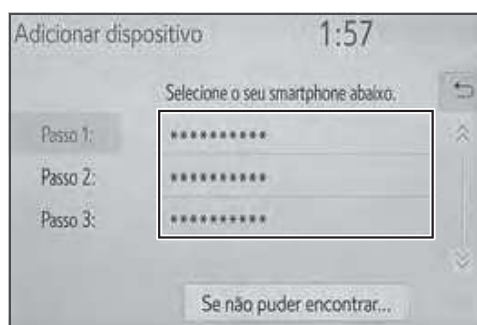 Adicionar dispositivo 1:57
Selecione o seu smartphone abaixo.
Passo 1: **********
Passo 2: **********
Passo 3: **********
Se não puder encontrar...